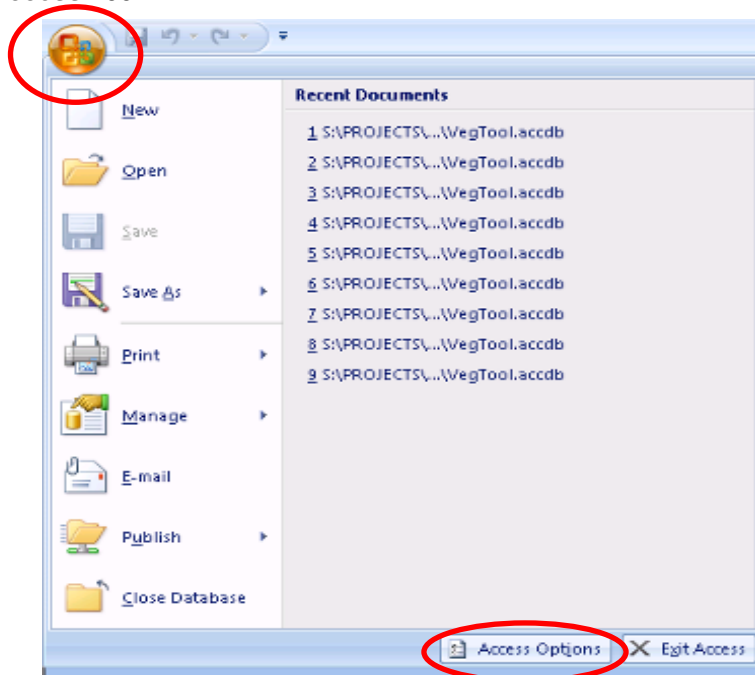 New
Open
Save
Save As
Print
Manage
E-mail
Publish
Close Database
Recent Documents
1 S:\PROJECTS\...\VegTool.accdb
2 S:\PROJECTS\...\VegTool.accdb
3 S:\PROJECTS\...\VegTool.accdb
4 S:\PROJECTS\...\VegTool.accdb
5 S:\PROJECTS\...\VegTool.accdb
6 S:\PROJECTS\...\VegTool.accdb
7 S:\PROJECTS\...\VegTool.accdb
8 S:\PROJECTS\...\VegTool.accdb
9 S:\PROJECTS\...\VegTool.accdb
Access Options
Exit Access